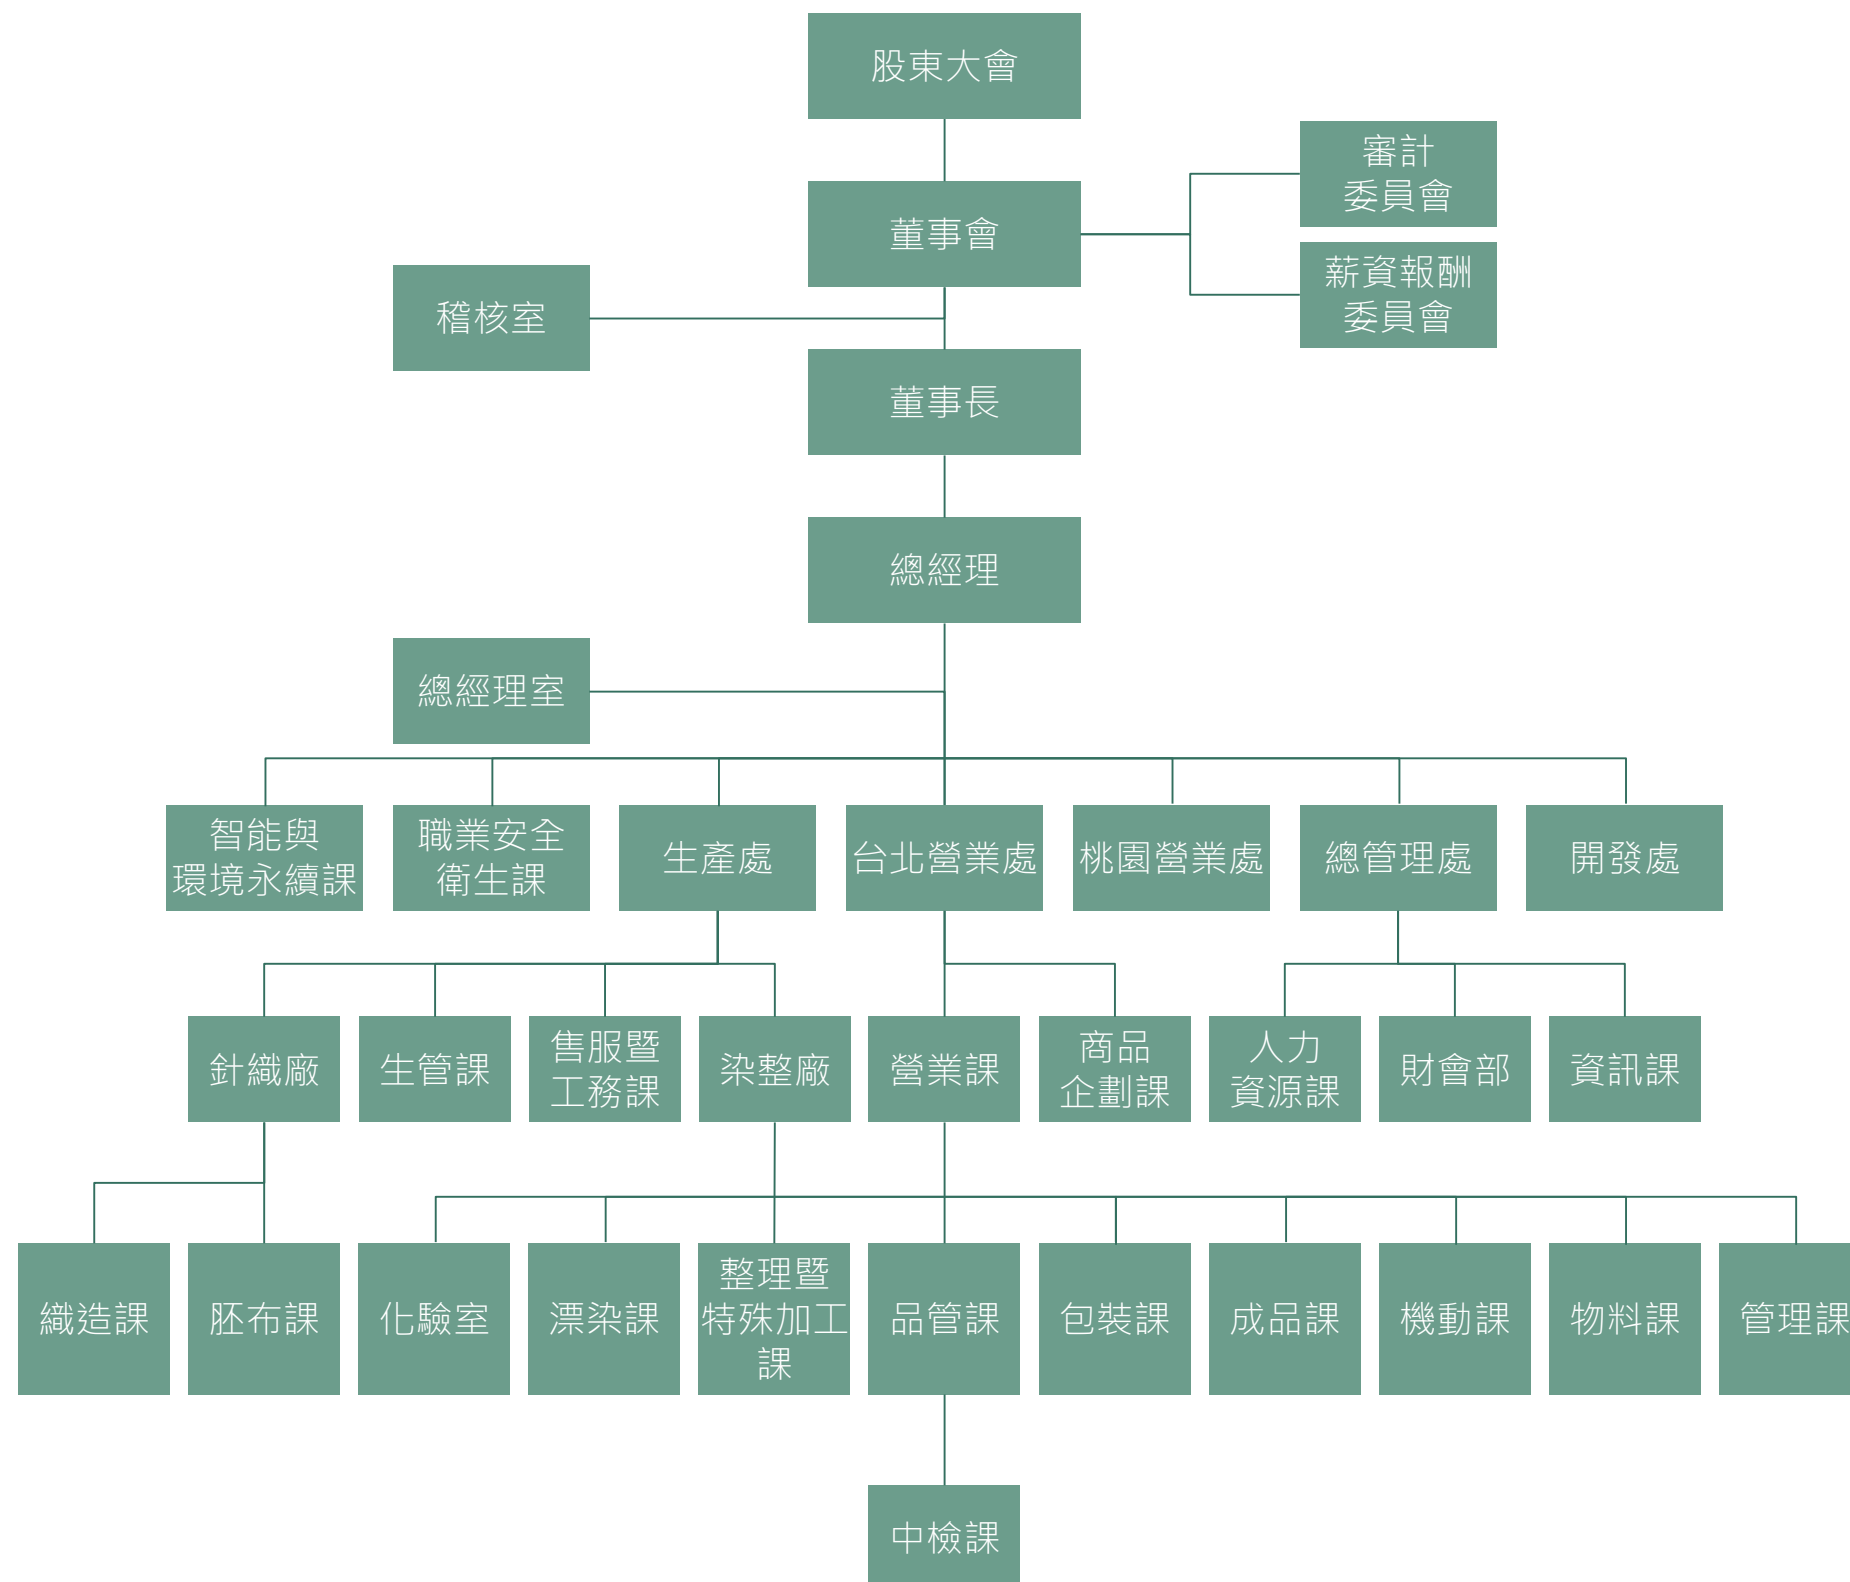 股東大會
審計
委員會
董事會
薪資報酬
委員會
稽核室
董事長
總經理
總經理室
智能與
環境永續課
職業安全
衛生課
生產處
台北營業處
桃園營業處
總管理處
開發處
針織廠
生管課
售服暨
工務課
染整廠
營業課
商品
企劃課
人力
資源課
財會部
資訊課
織造課
胚布課
化驗室
漂染課
整理暨
特殊加工
課
品管課
包裝課
成品課
機動課
物料課
管理課
中檢課